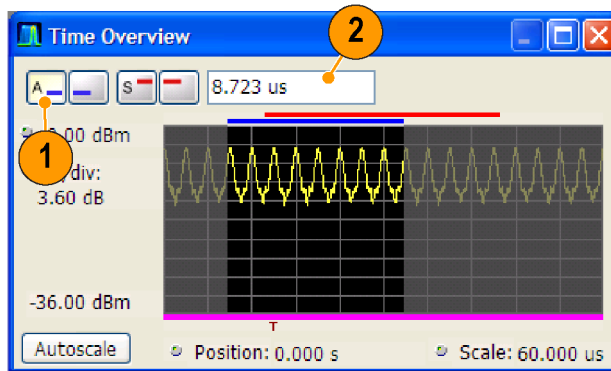 Time Overview
2
A
S
8.723 us
1
0.00 dBm
div:
3.60 dB
-36.00 dBm
T
Autoscale
Position: 0.000 s
Scale: 60.000 us